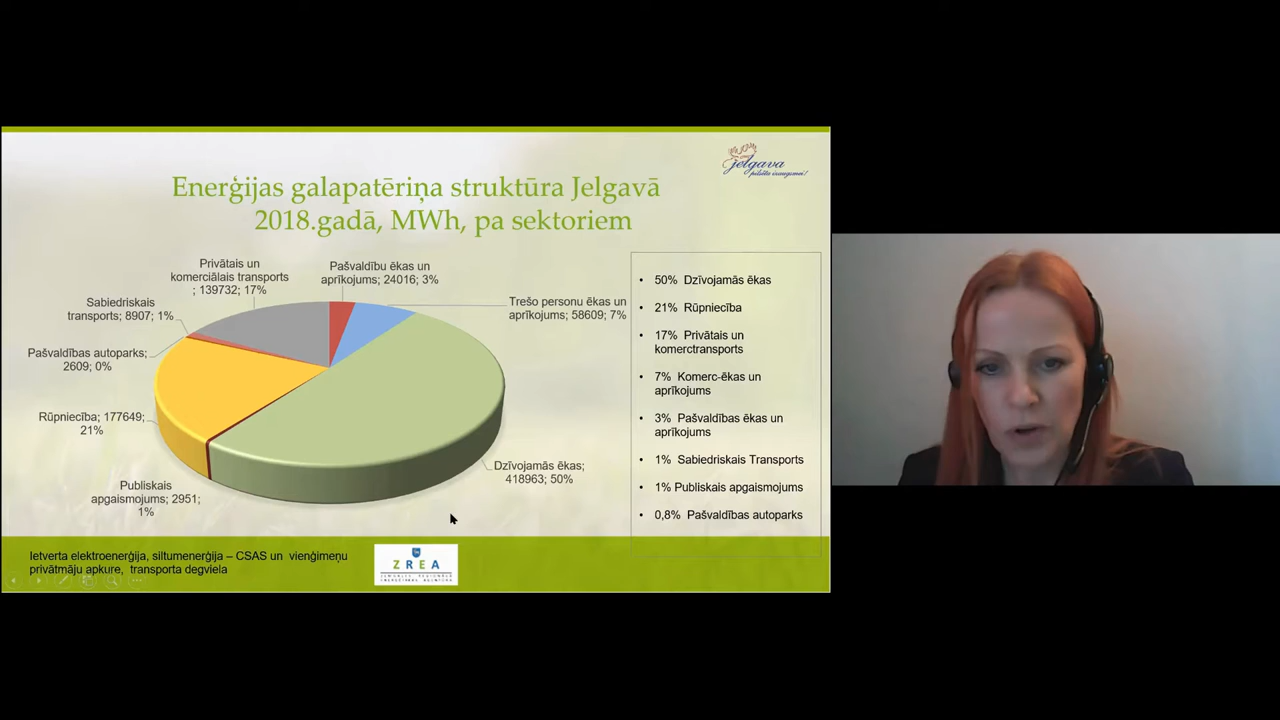 jelgava
pilsēta izaugsmei!
Enerģijas galapatēriņa struktūra Jelgavā
2018.gadā, MWh, pa sektoriem
Privātais un
komerciālais transports
; 139732; 17%
Pašvaldību ēkas un
aprīkojums; 24016; 3%
Trešo personu ēkas un
aprīkojums; 58609; 7%
Sabiedriskais
transports; 8907; 1%
Pašvaldības autoparks;
2609; 0%
Rūpniecība; 177649;
21%
Publiskais
apgaismojums; 2951;
1%
Dzīvojamās ēkas;
418963; 50%
• 50% Dzīvojamās ēkas
• 21% Rūpniecība
• 17% Privātais un
komerctransports
• 7% Komerc-ēkas un
aprīkojums
• 3% Pašvaldības ēkas un
aprīkojums
• 1% Sabiedriskais Transports
• 1% Publiskais apgaismojums
• 0,8% Pašvaldības autoparks
Ietverta elektroenerģija, siltumenerģija – CSAS un vienģimeņu
privātmāju apkure, transporta degviela
ZREA